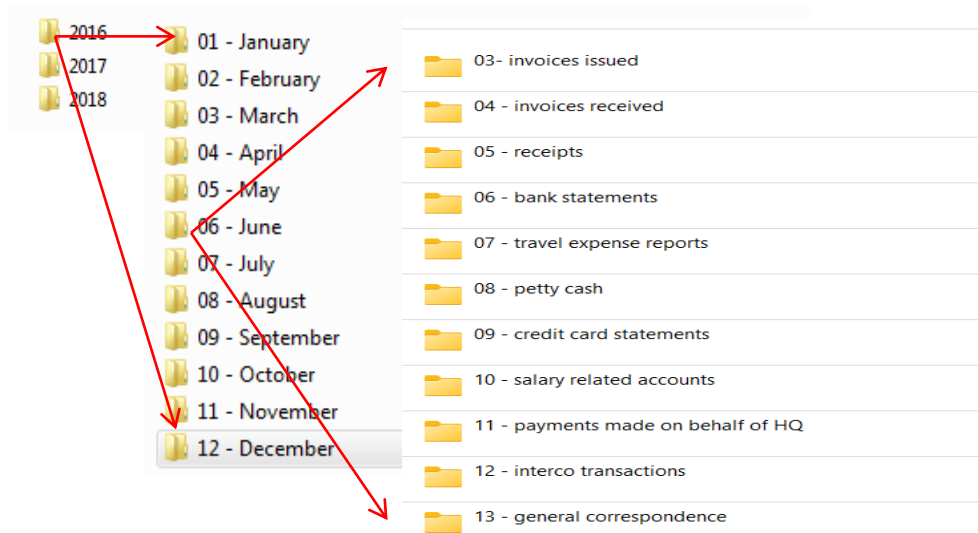 2016
2017
2018
01 - January
02 - February
03 - March
04 - April
05 - May
06 - June
07 - July
08 - August
09 - September
10 - October
11 - November
12 - December
03- invoices issued
04 - invoices received
05 - receipts
06 - bank statements
07 - travel expense reports
08 - petty cash
09 - credit card statements
10 - salary related accounts
11 - payments made on behalf of HQ
12 - interco transactions
13 - general correspondence